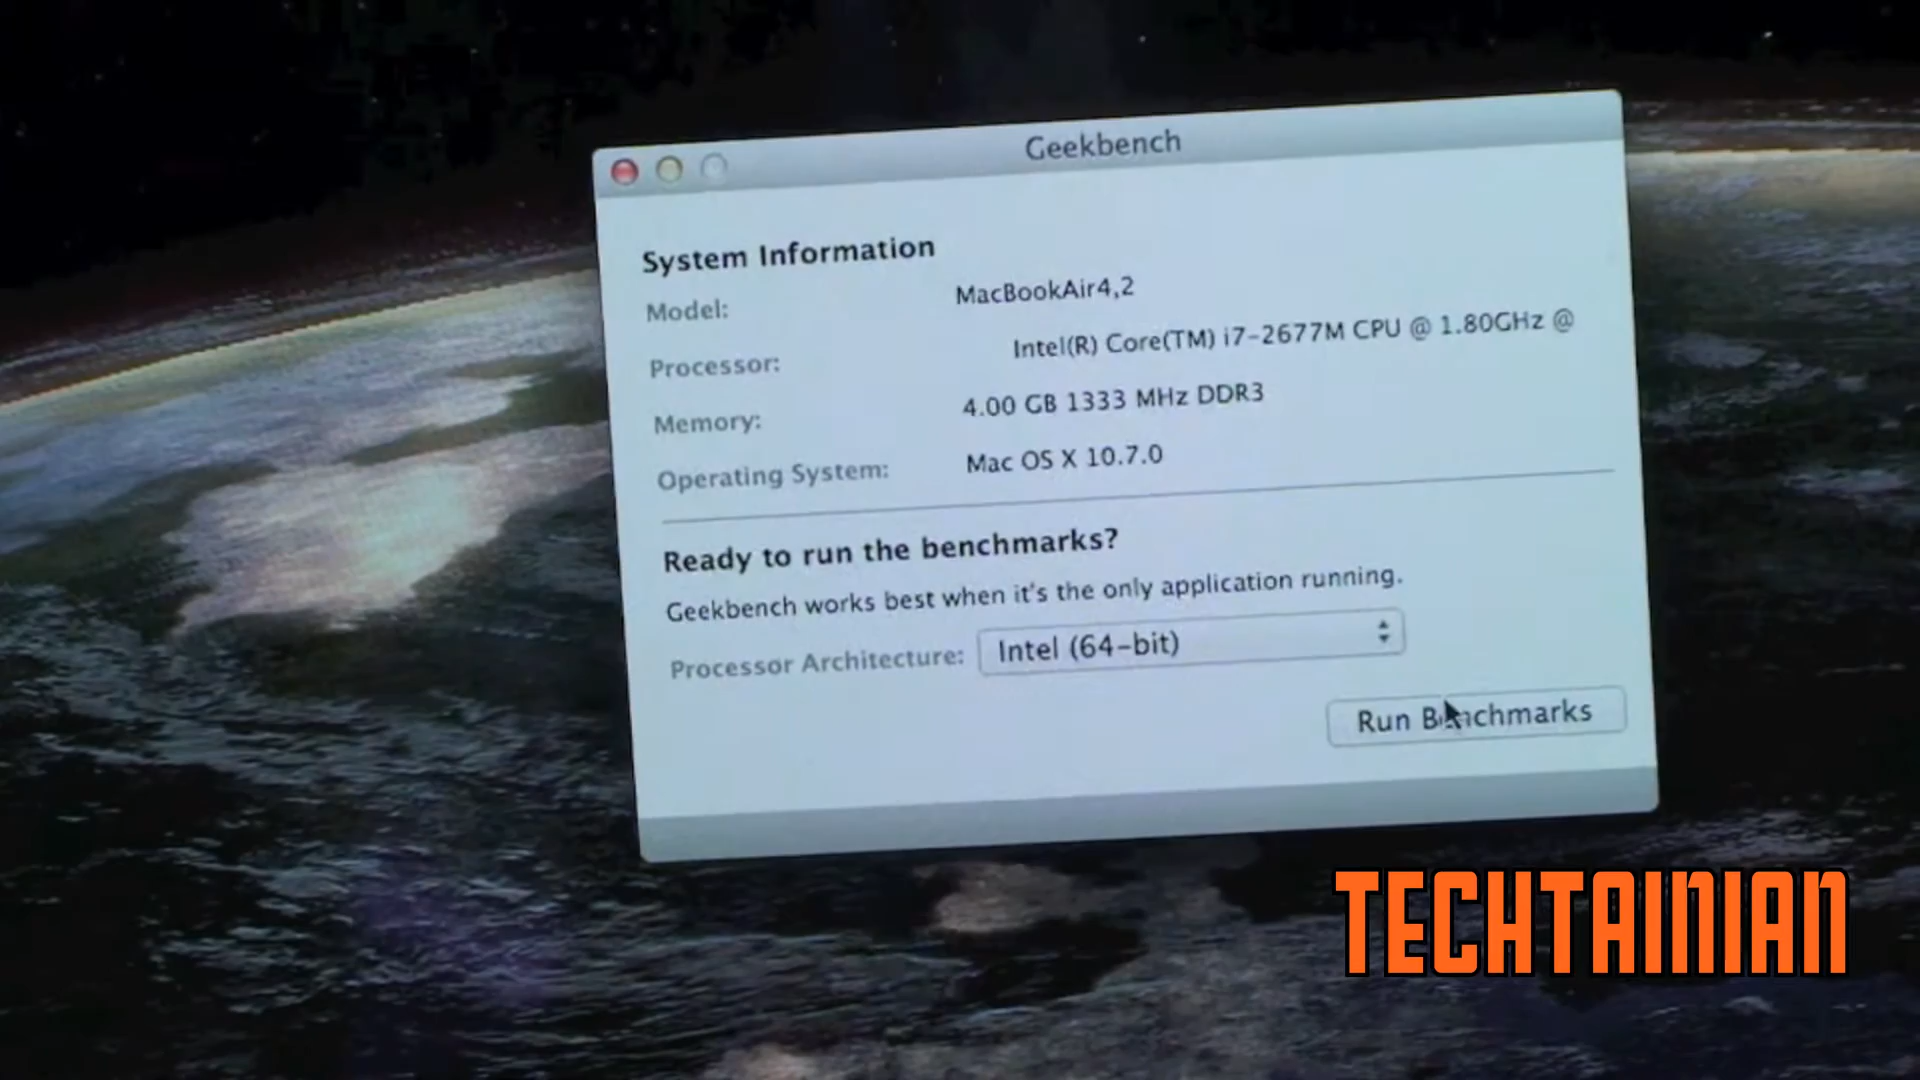 Geekbench
System Information
Model: MacBookAir4,2
Processor: Intel(R) Core(TM) i7-2677M CPU @ 1.80GHz @
Memory: 4.00 GB 1333 MHz DDR3
Operating System: Mac OS X 10.7.0
Ready to run the benchmarks?
Geekbench works best when it's the only application running.
Processor Architecture: Intel (64-bit)
Run Benchmarks
TECHTAINIAN